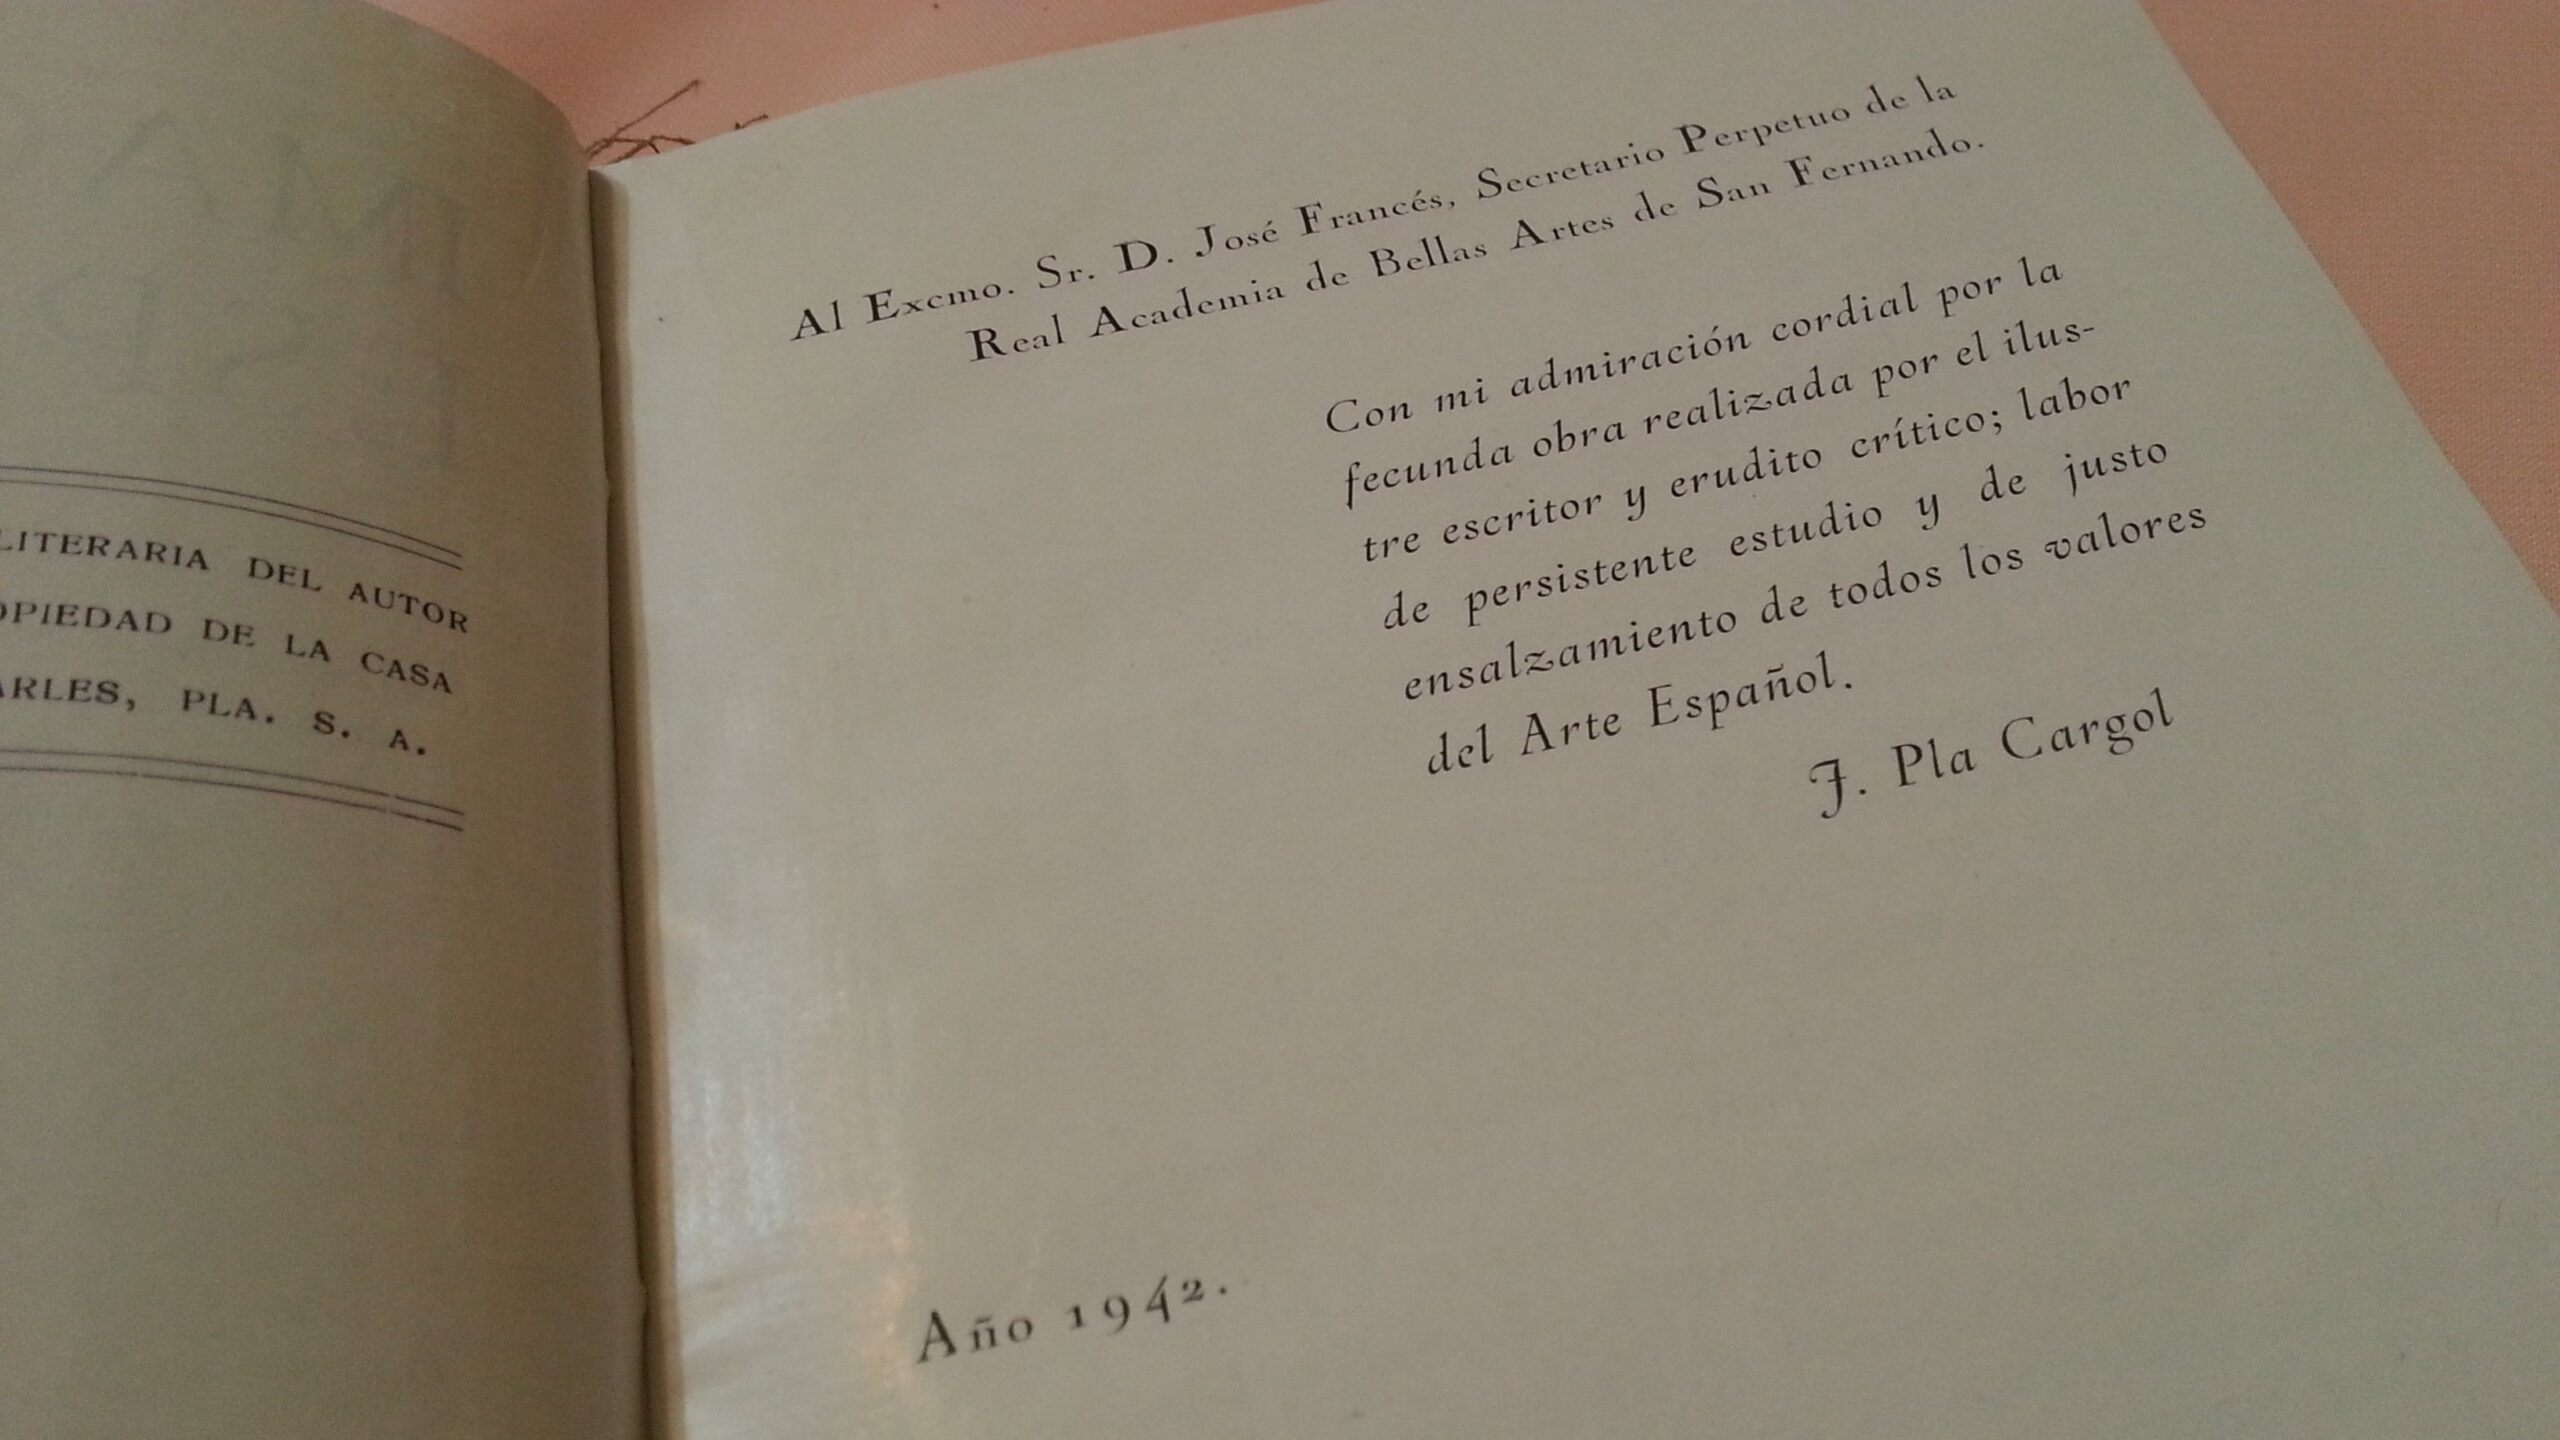 LITERARIA DEL AUTOR
DE LA CASA
PLA. S. A.
Al Excmo. Sr. D. José Francés, Secretario Perpetuo de la
Real Academia de Bellas Artes de San Fernando.
Con mi admiración cordial por la
fecunda obra realizada por el ilus-
tre escritor y erudito crítico; labor
de persistente estudio y de justo
ensalzamiento de todos los valores
del Arte Español.
J. Pla Cargol
Año 1942.